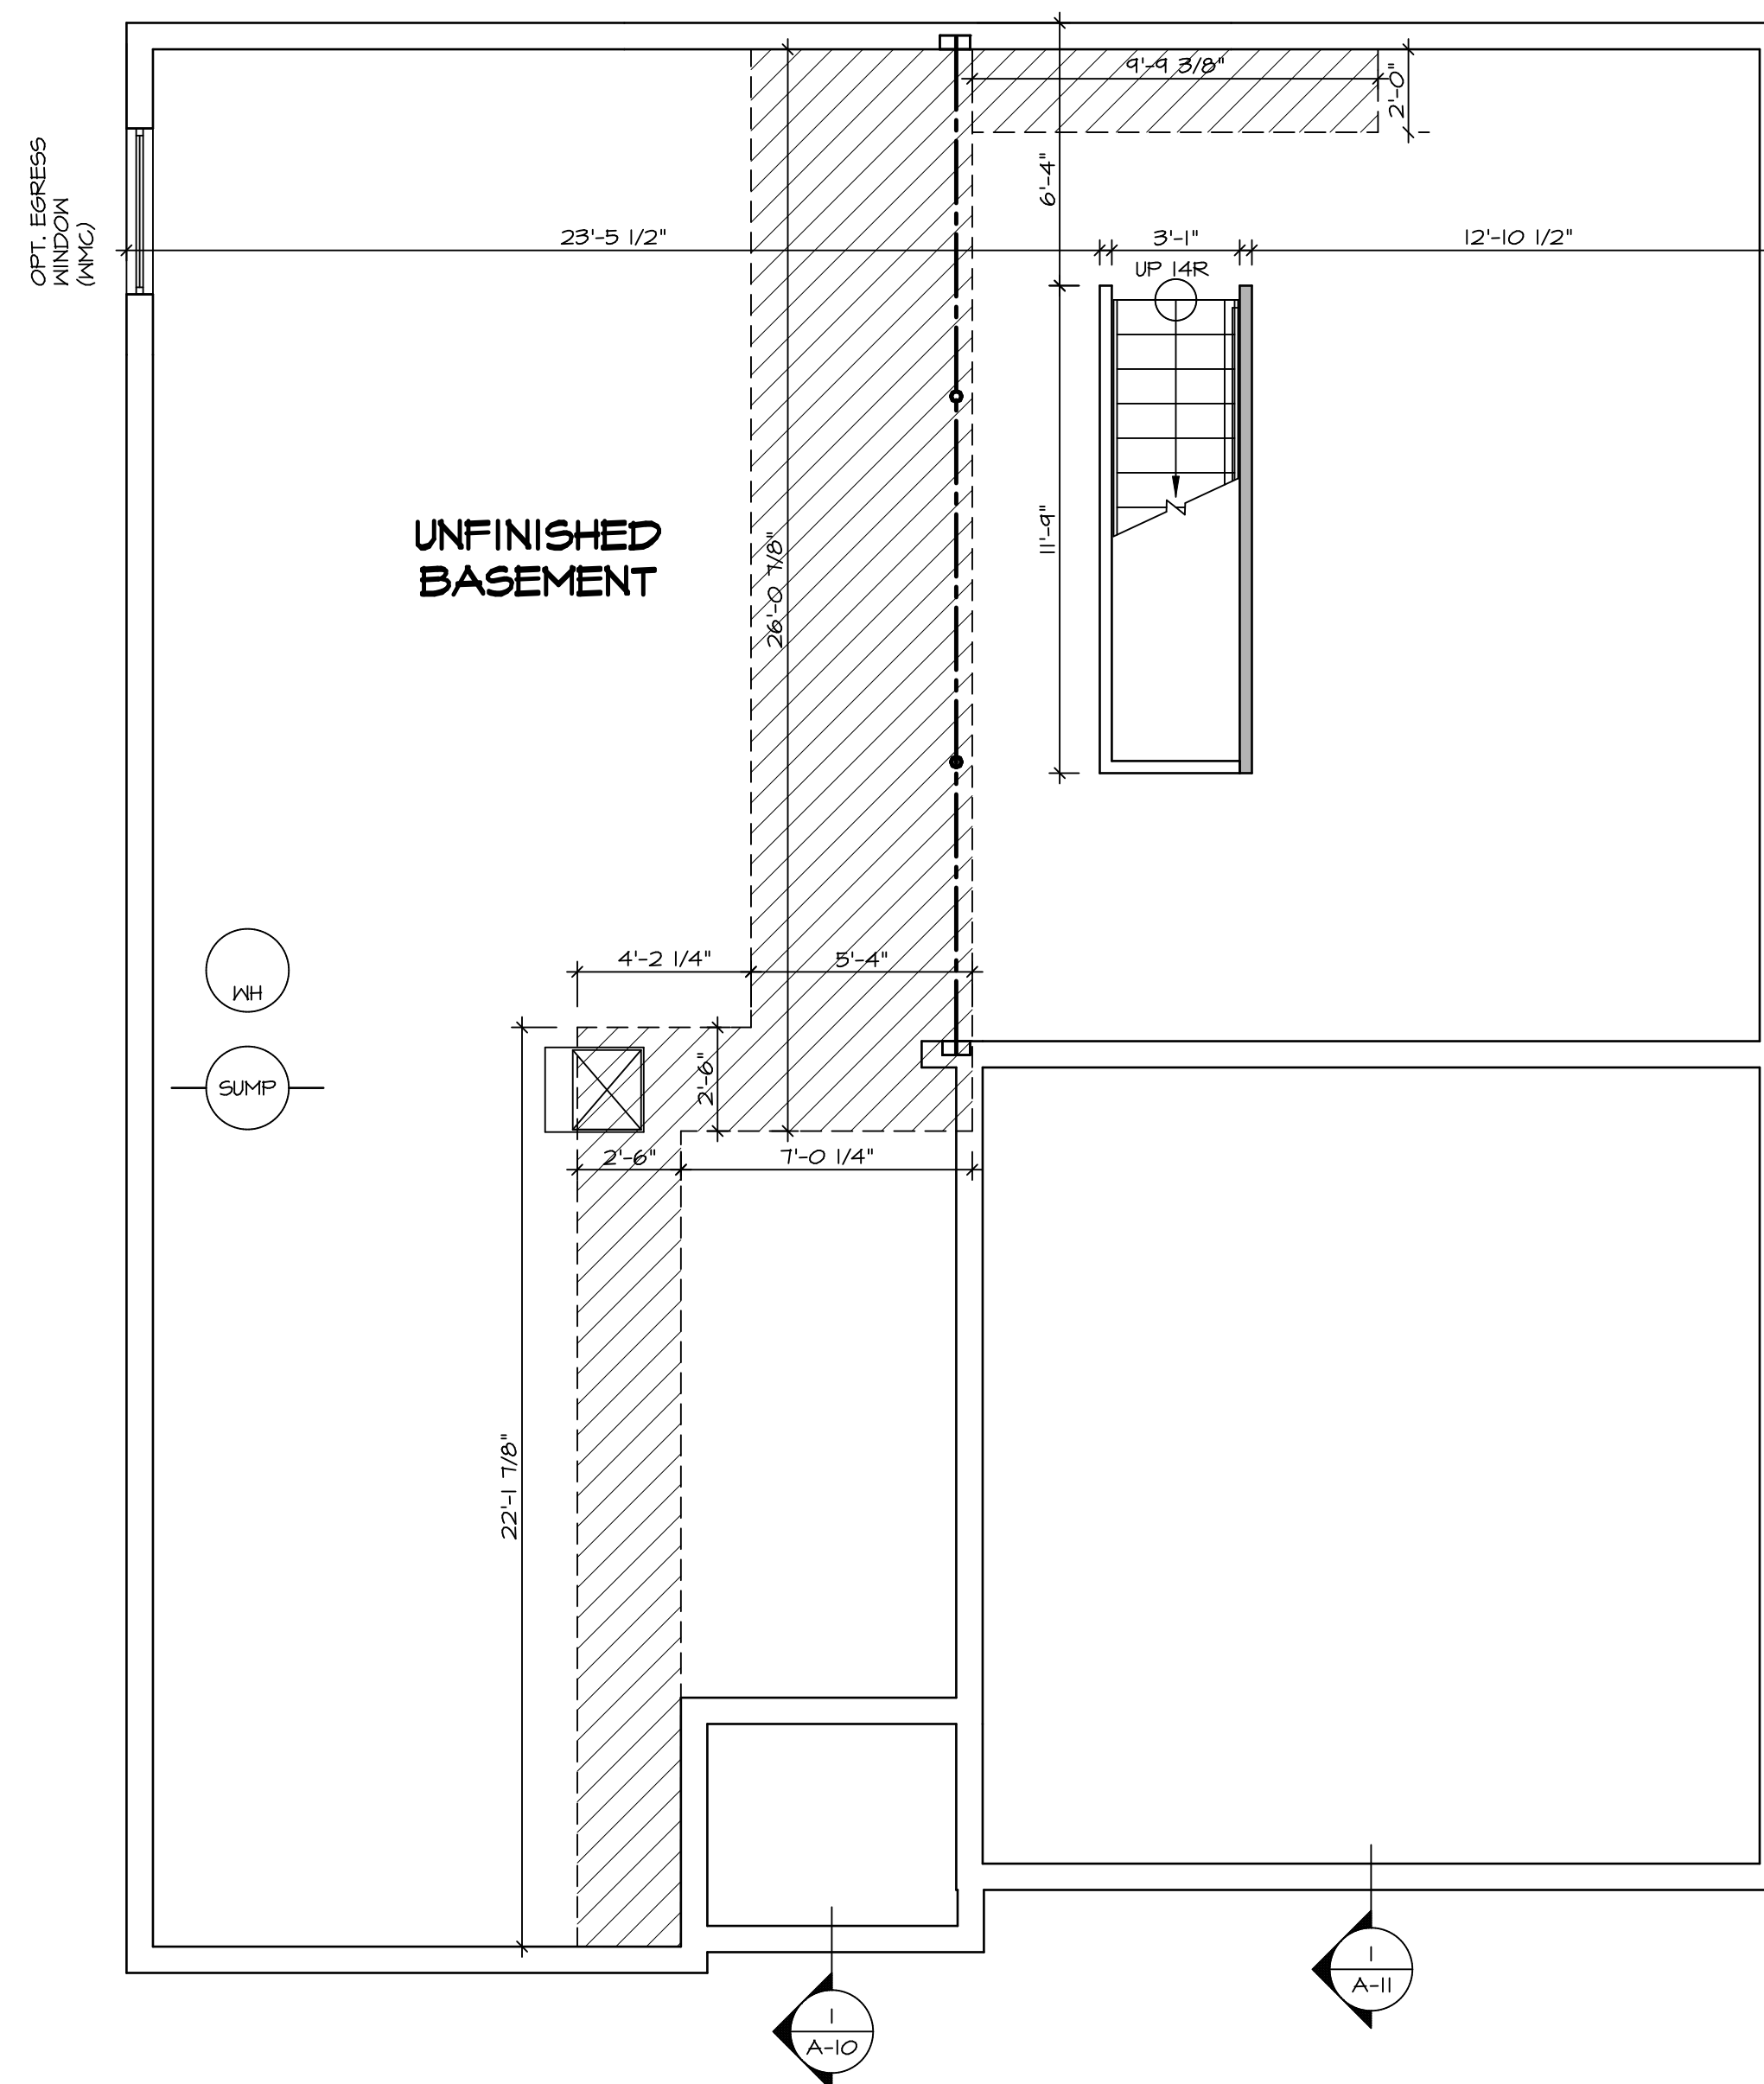 9'-9 3/8"
2'-0"
OPT. EGRESS
WINDOW
(WMC)
6'-4"
23'-5 1/2"
3'-1"
12'-10 1/2"
UP 14R
UNFINISHED
BASEMENT
26'-0 7/8"
11'-9"
4'-2 1/4"
5'-4"
WH
SUMP
2'-6"
2'-6"
7'-0 1/4"
22'-1 7/8"
1
A-11
1
A-10